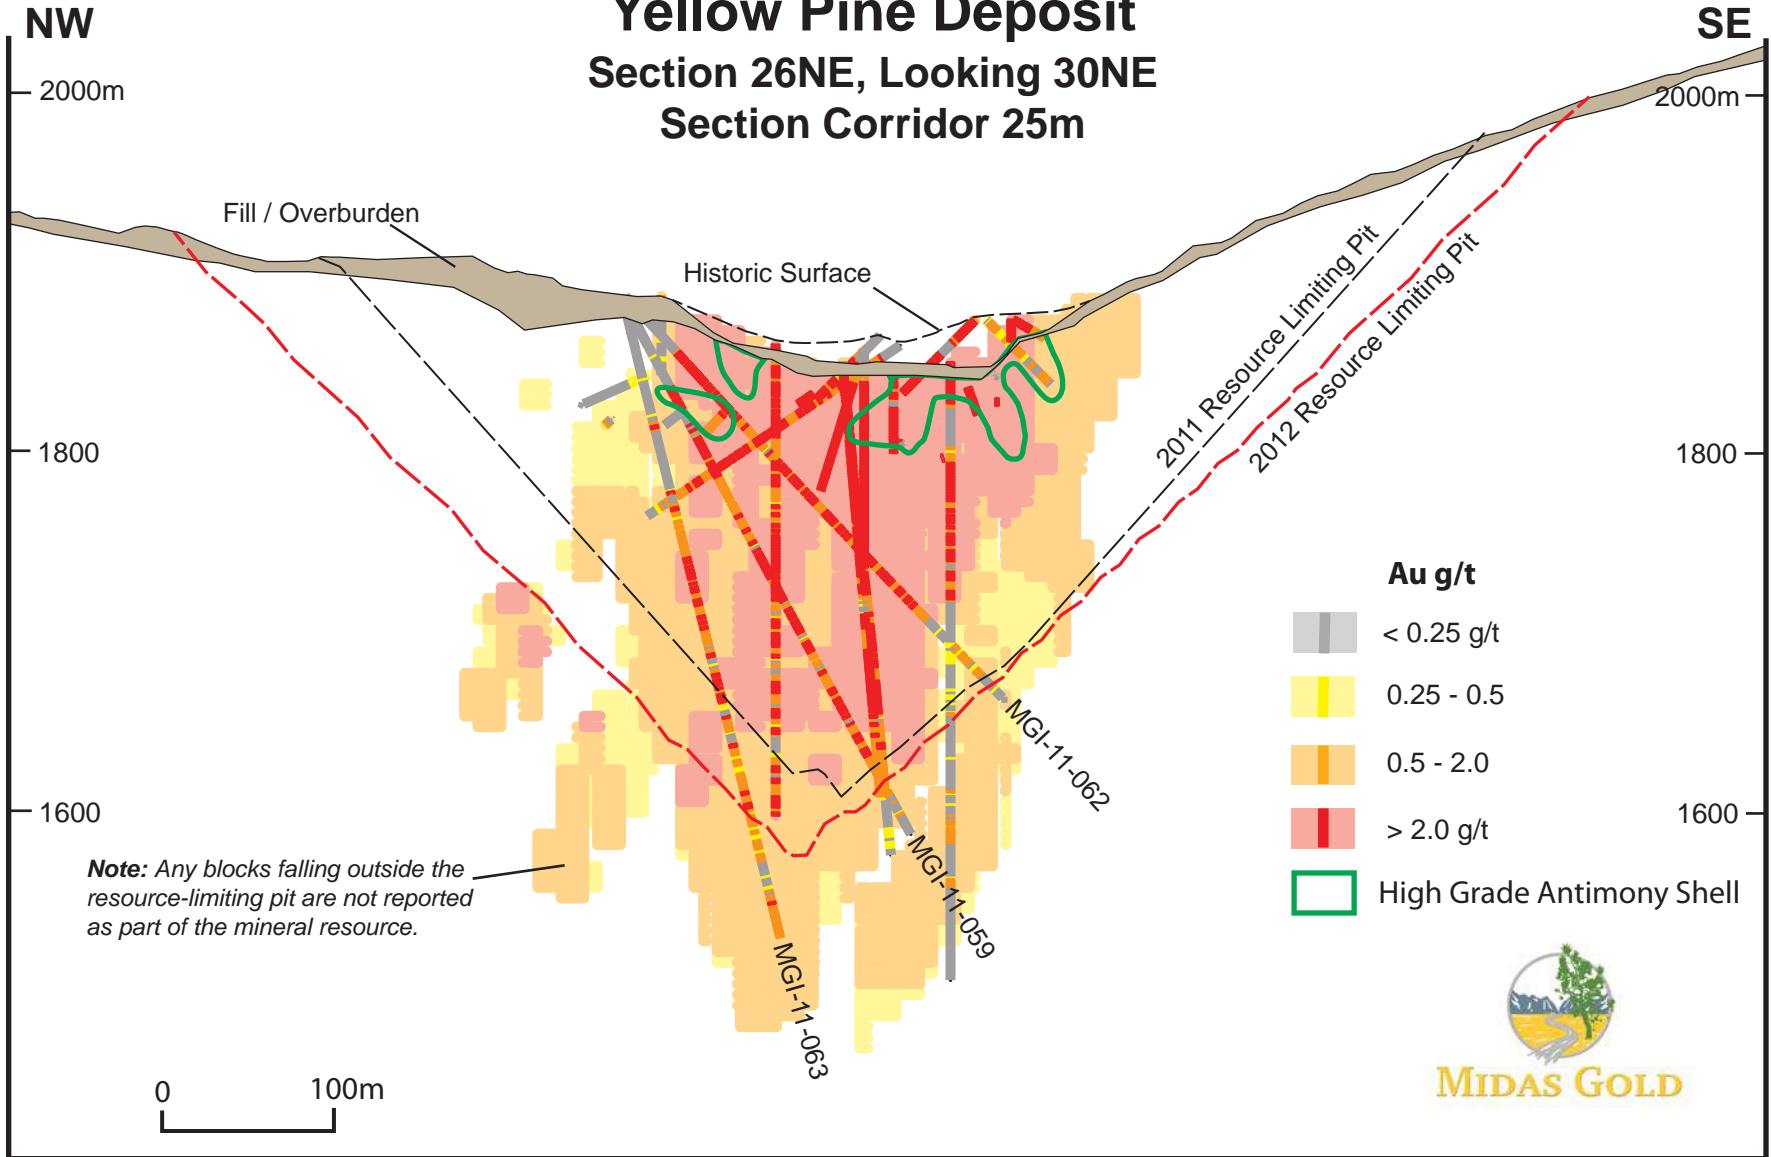 Yellow Pine Deposit
NW
SE
Section 26NE, Looking 30NE
Section Corridor 25m
2000m
2000m
Fill / Overburden
Historic Surface
2011 Resource Limiting Pit
2012 Resource Limiting Pit
1800
1800
Au g/t
< 0.25 g/t
0.25 - 0.5
0.5 - 2.0
> 2.0 g/t
High Grade Antimony Shell
1600
1600
MGI-11-062
MGI-11-059
MGI-11-063
Note: Any blocks falling outside the
resource-limiting pit are not reported
as part of the mineral resource.
0 100m
MIDAS GOLD